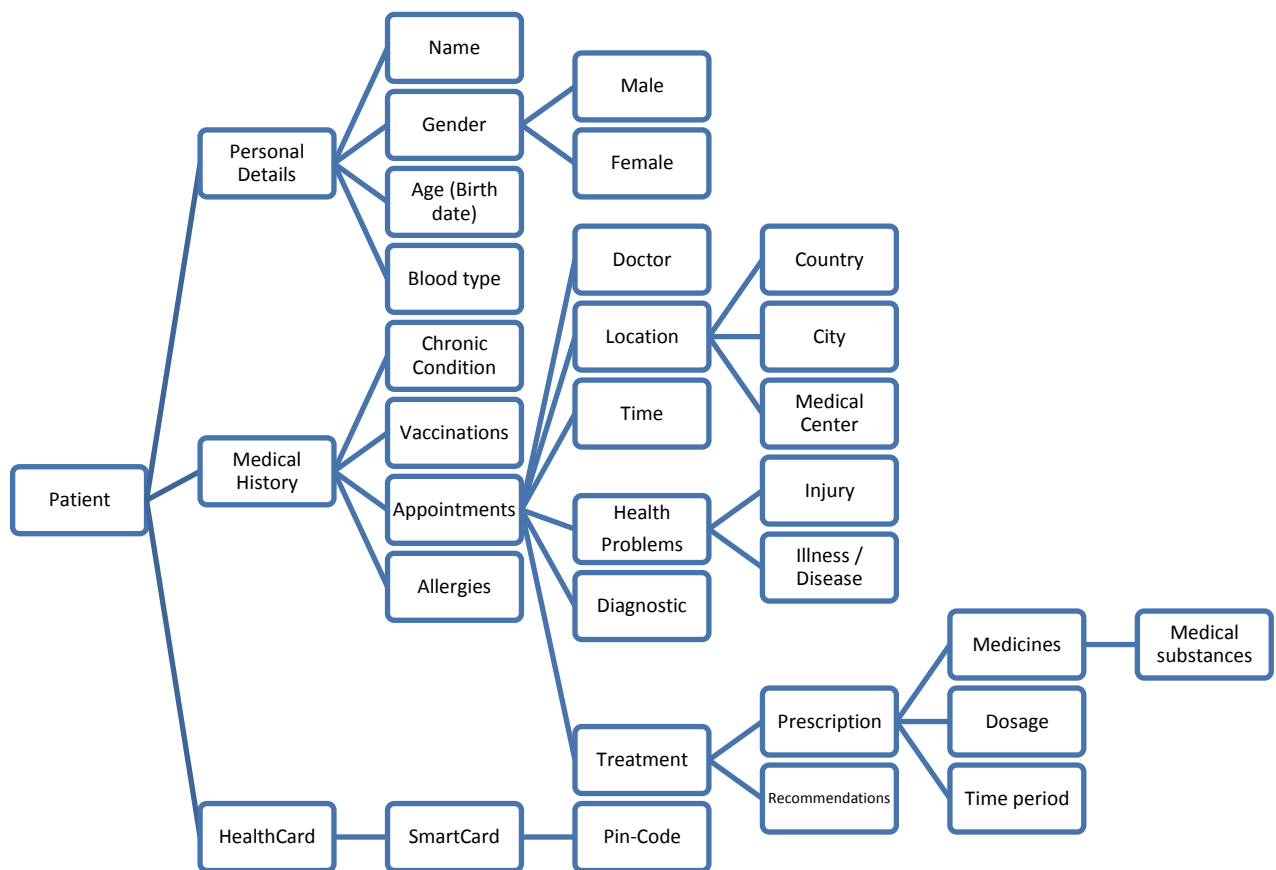 Name
Male
Gender
Female
Personal
Details
Age (Birth
date)
Blood type
Doctor
Country
Chronic
Condition
Location
City
Vaccinations
Time
Medical
Center
Patient
Medical
History
Appointments
Health
Problems
Injury
Allergies
Diagnostic
Illness /
Disease
Medicines
Medical
substances
Prescription
Dosage
Treatment
Recommendations
Time period
HealthCard
SmartCard
Pin-Code